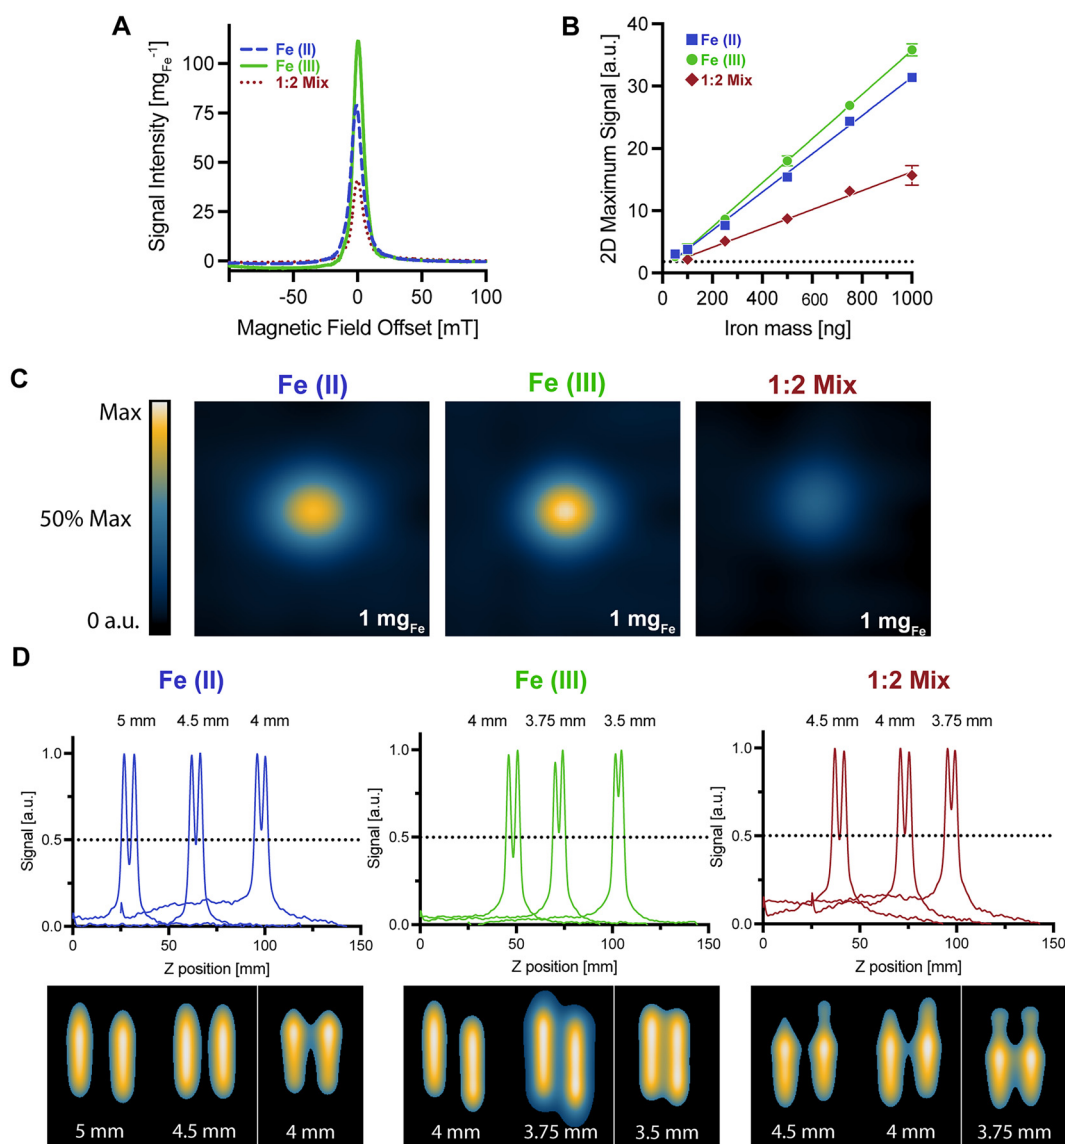 A
Signal Intensity [mg_Fe⁻¹]
100
75
50
25
0
-50
0
50
100
Magnetic Field Offset [mT]
Fe (II)
Fe (III)
1:2 Mix
B
2D Maximum Signal [a.u.]
40
30
20
10
0
0
200
400
600
800
1000
Iron mass [ng]
Fe (II)
Fe (III)
1:2 Mix
C
Fe (II)
Fe (III)
1:2 Mix
Max
50% Max
0 a.u.
1 mg_Fe
1 mg_Fe
1 mg_Fe
D
Fe (II)
5 mm
4.5 mm
4 mm
Signal [a.u.]
1.0
0.5
0.0
0
50
100
150
Z position [mm]
Fe (III)
4 mm
3.75 mm
3.5 mm
Signal [a.u.]
1.0
0.5
0.0
0
50
100
150
Z position [mm]
1:2 Mix
4.5 mm
4 mm
3.75 mm
Signal [a.u.]
1.0
0.5
0.0
0
50
100
150
Z position [mm]
5 mm
4.5 mm
4 mm
4 mm
3.75 mm
3.5 mm
4.5 mm
4 mm
3.75 mm